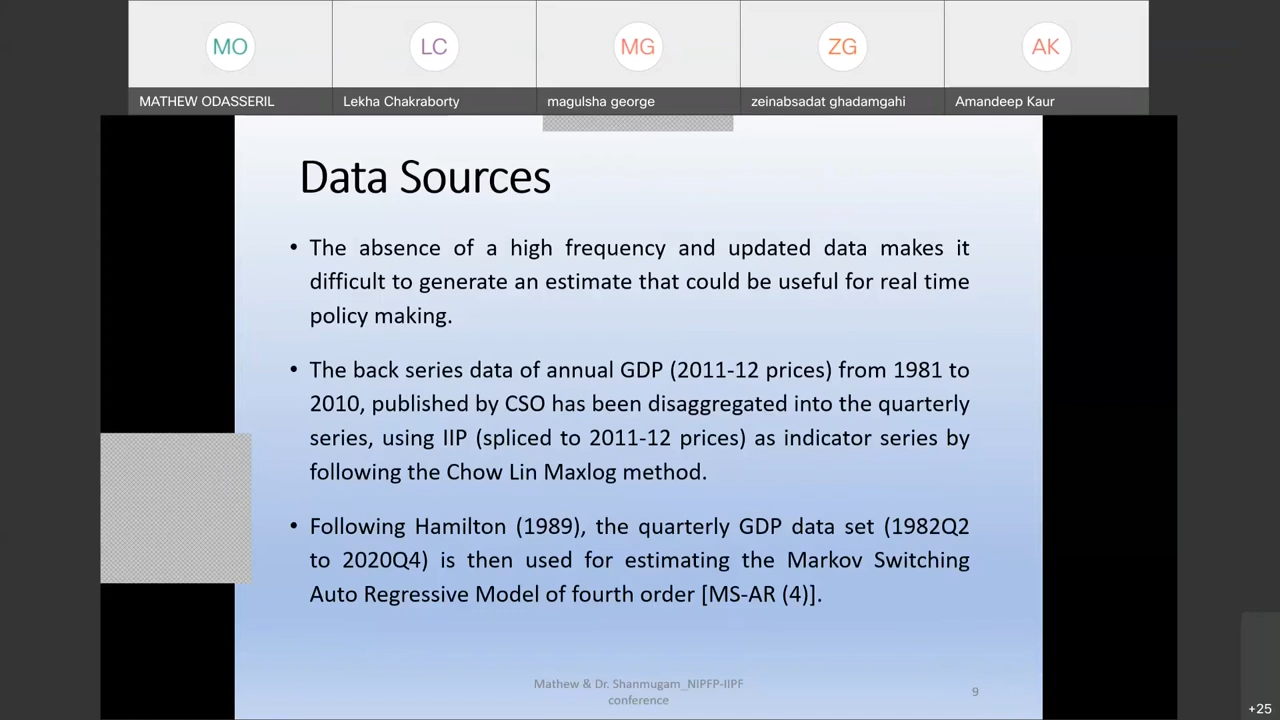 MO
LC
MG
ZG
AK
MATHEW ODASSERIL
Lekha Chakraborty
magulsha george
zeinabsadat ghadamgahi
Amandeep Kaur
Data Sources
• The absence of a high frequency and updated data makes it
difficult to generate an estimate that could be useful for real time
policy making.
• The back series data of annual GDP (2011-12 prices) from 1981 to
2010, published by CSO has been disaggregated into the quarterly
series, using IIP (spliced to 2011-12 prices) as indicator series by
following the Chow Lin Maxlog method.
• Following Hamilton (1989), the quarterly GDP data set (1982Q2
to 2020Q4) is then used for estimating the Markov Switching
Auto Regressive Model of fourth order [MS-AR (4)].
Mathew & Dr. Shanmugam_NIPFP-IIPF
conference
9
+25